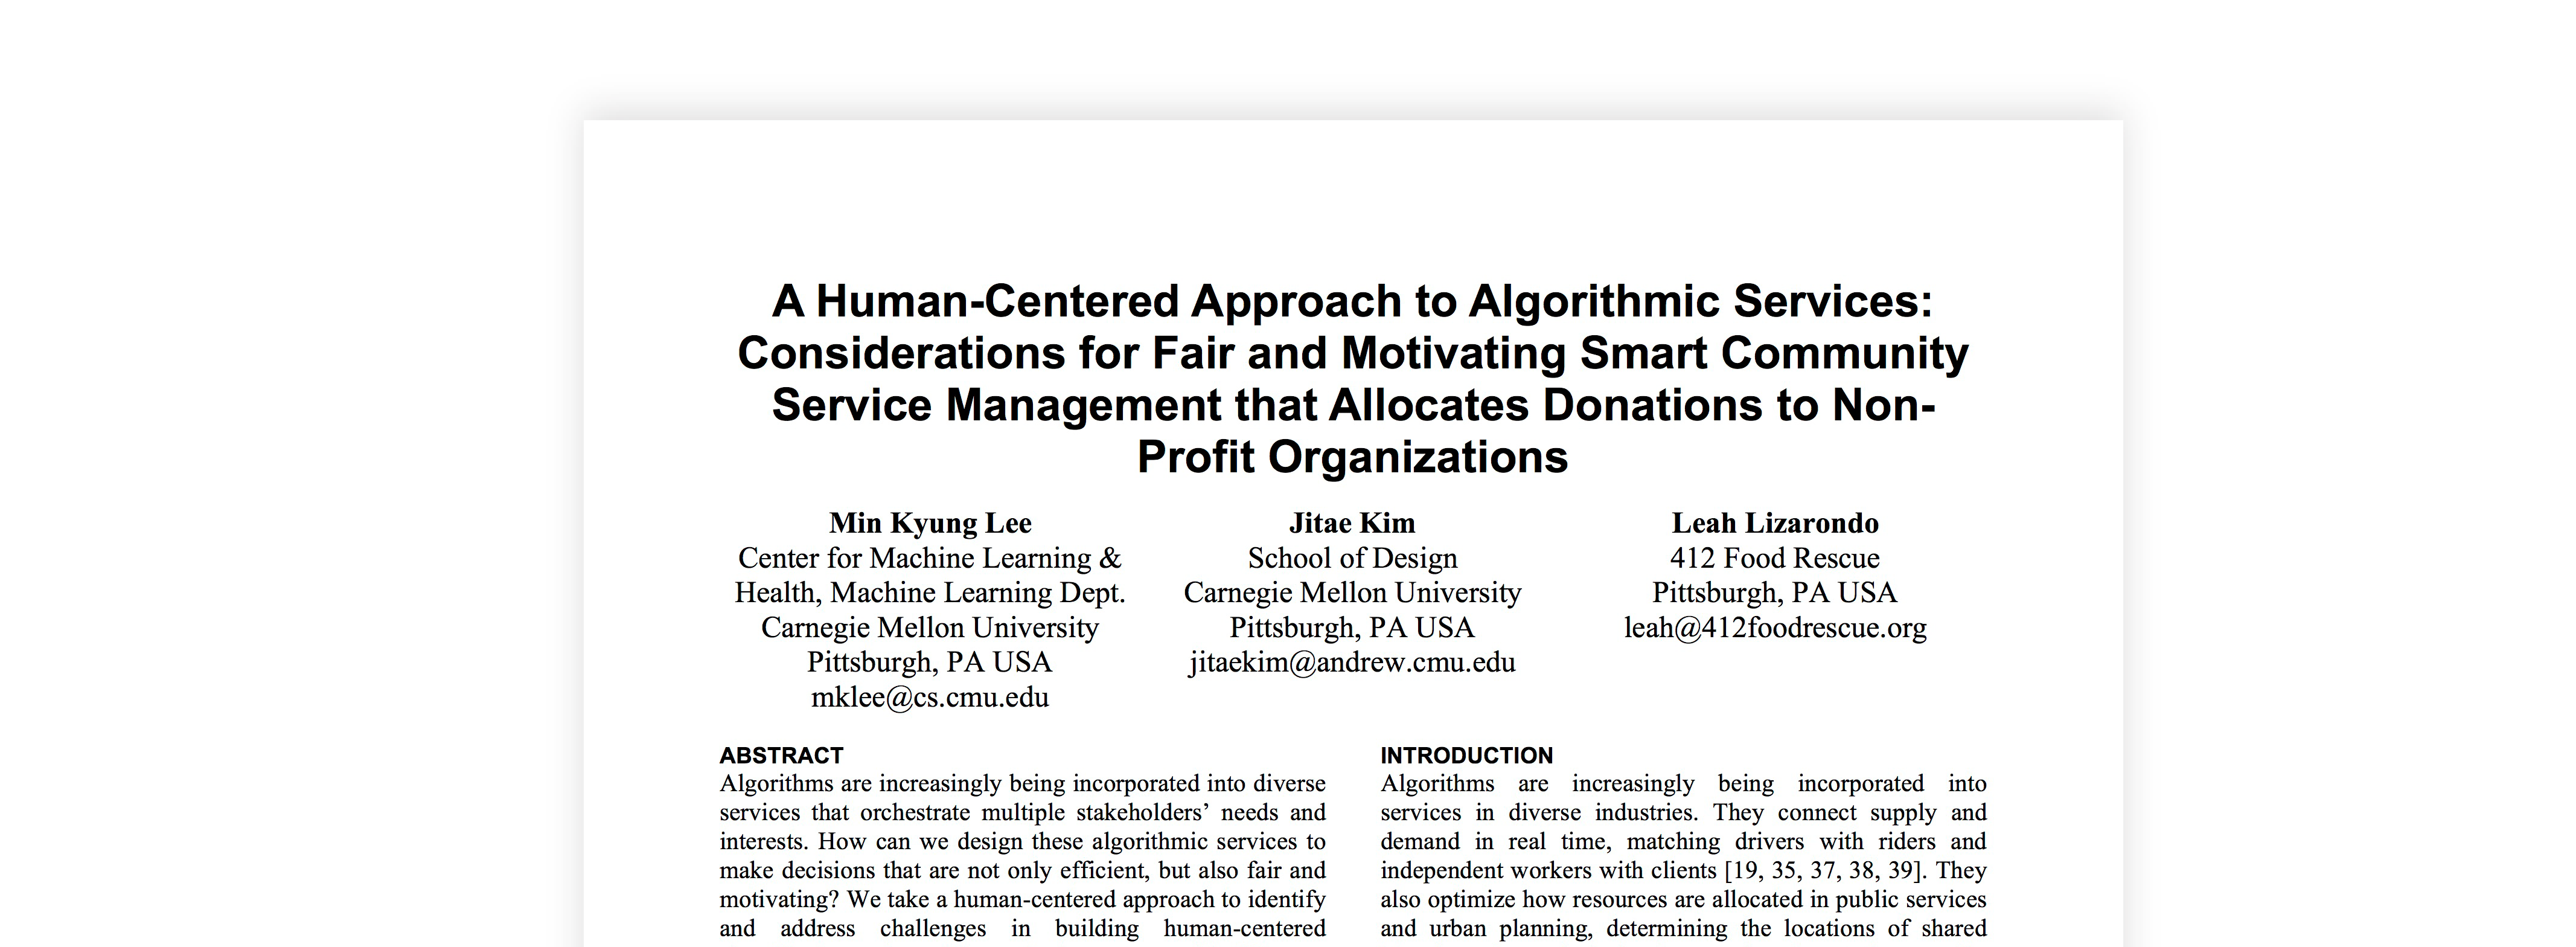 A Human-Centered Approach to Algorithmic Services:
Considerations for Fair and Motivating Smart Community
Service Management that Allocates Donations to Non-
Profit Organizations
Min Kyung Lee
Center for Machine Learning &
Health, Machine Learning Dept.
Carnegie Mellon University
Pittsburgh, PA USA
mklee@cs.cmu.edu
Jitae Kim
School of Design
Carnegie Mellon University
Pittsburgh, PA USA
jitaekim@andrew.cmu.edu
Leah Lizarondo
412 Food Rescue
Pittsburgh, PA USA
leah@412foodrescue.org
ABSTRACT
Algorithms are increasingly being incorporated into diverse
services that orchestrate multiple stakeholders’ needs and
interests. How can we design these algorithmic services to
make decisions that are not only efficient, but also fair and
motivating? We take a human-centered approach to identify
and address challenges in building human-centered
INTRODUCTION
Algorithms are increasingly being incorporated into
services in diverse industries. They connect supply and
demand in real time, matching drivers with riders and
independent workers with clients [19, 35, 37, 38, 39]. They
also optimize how resources are allocated in public services
and urban planning, determining the locations of shared